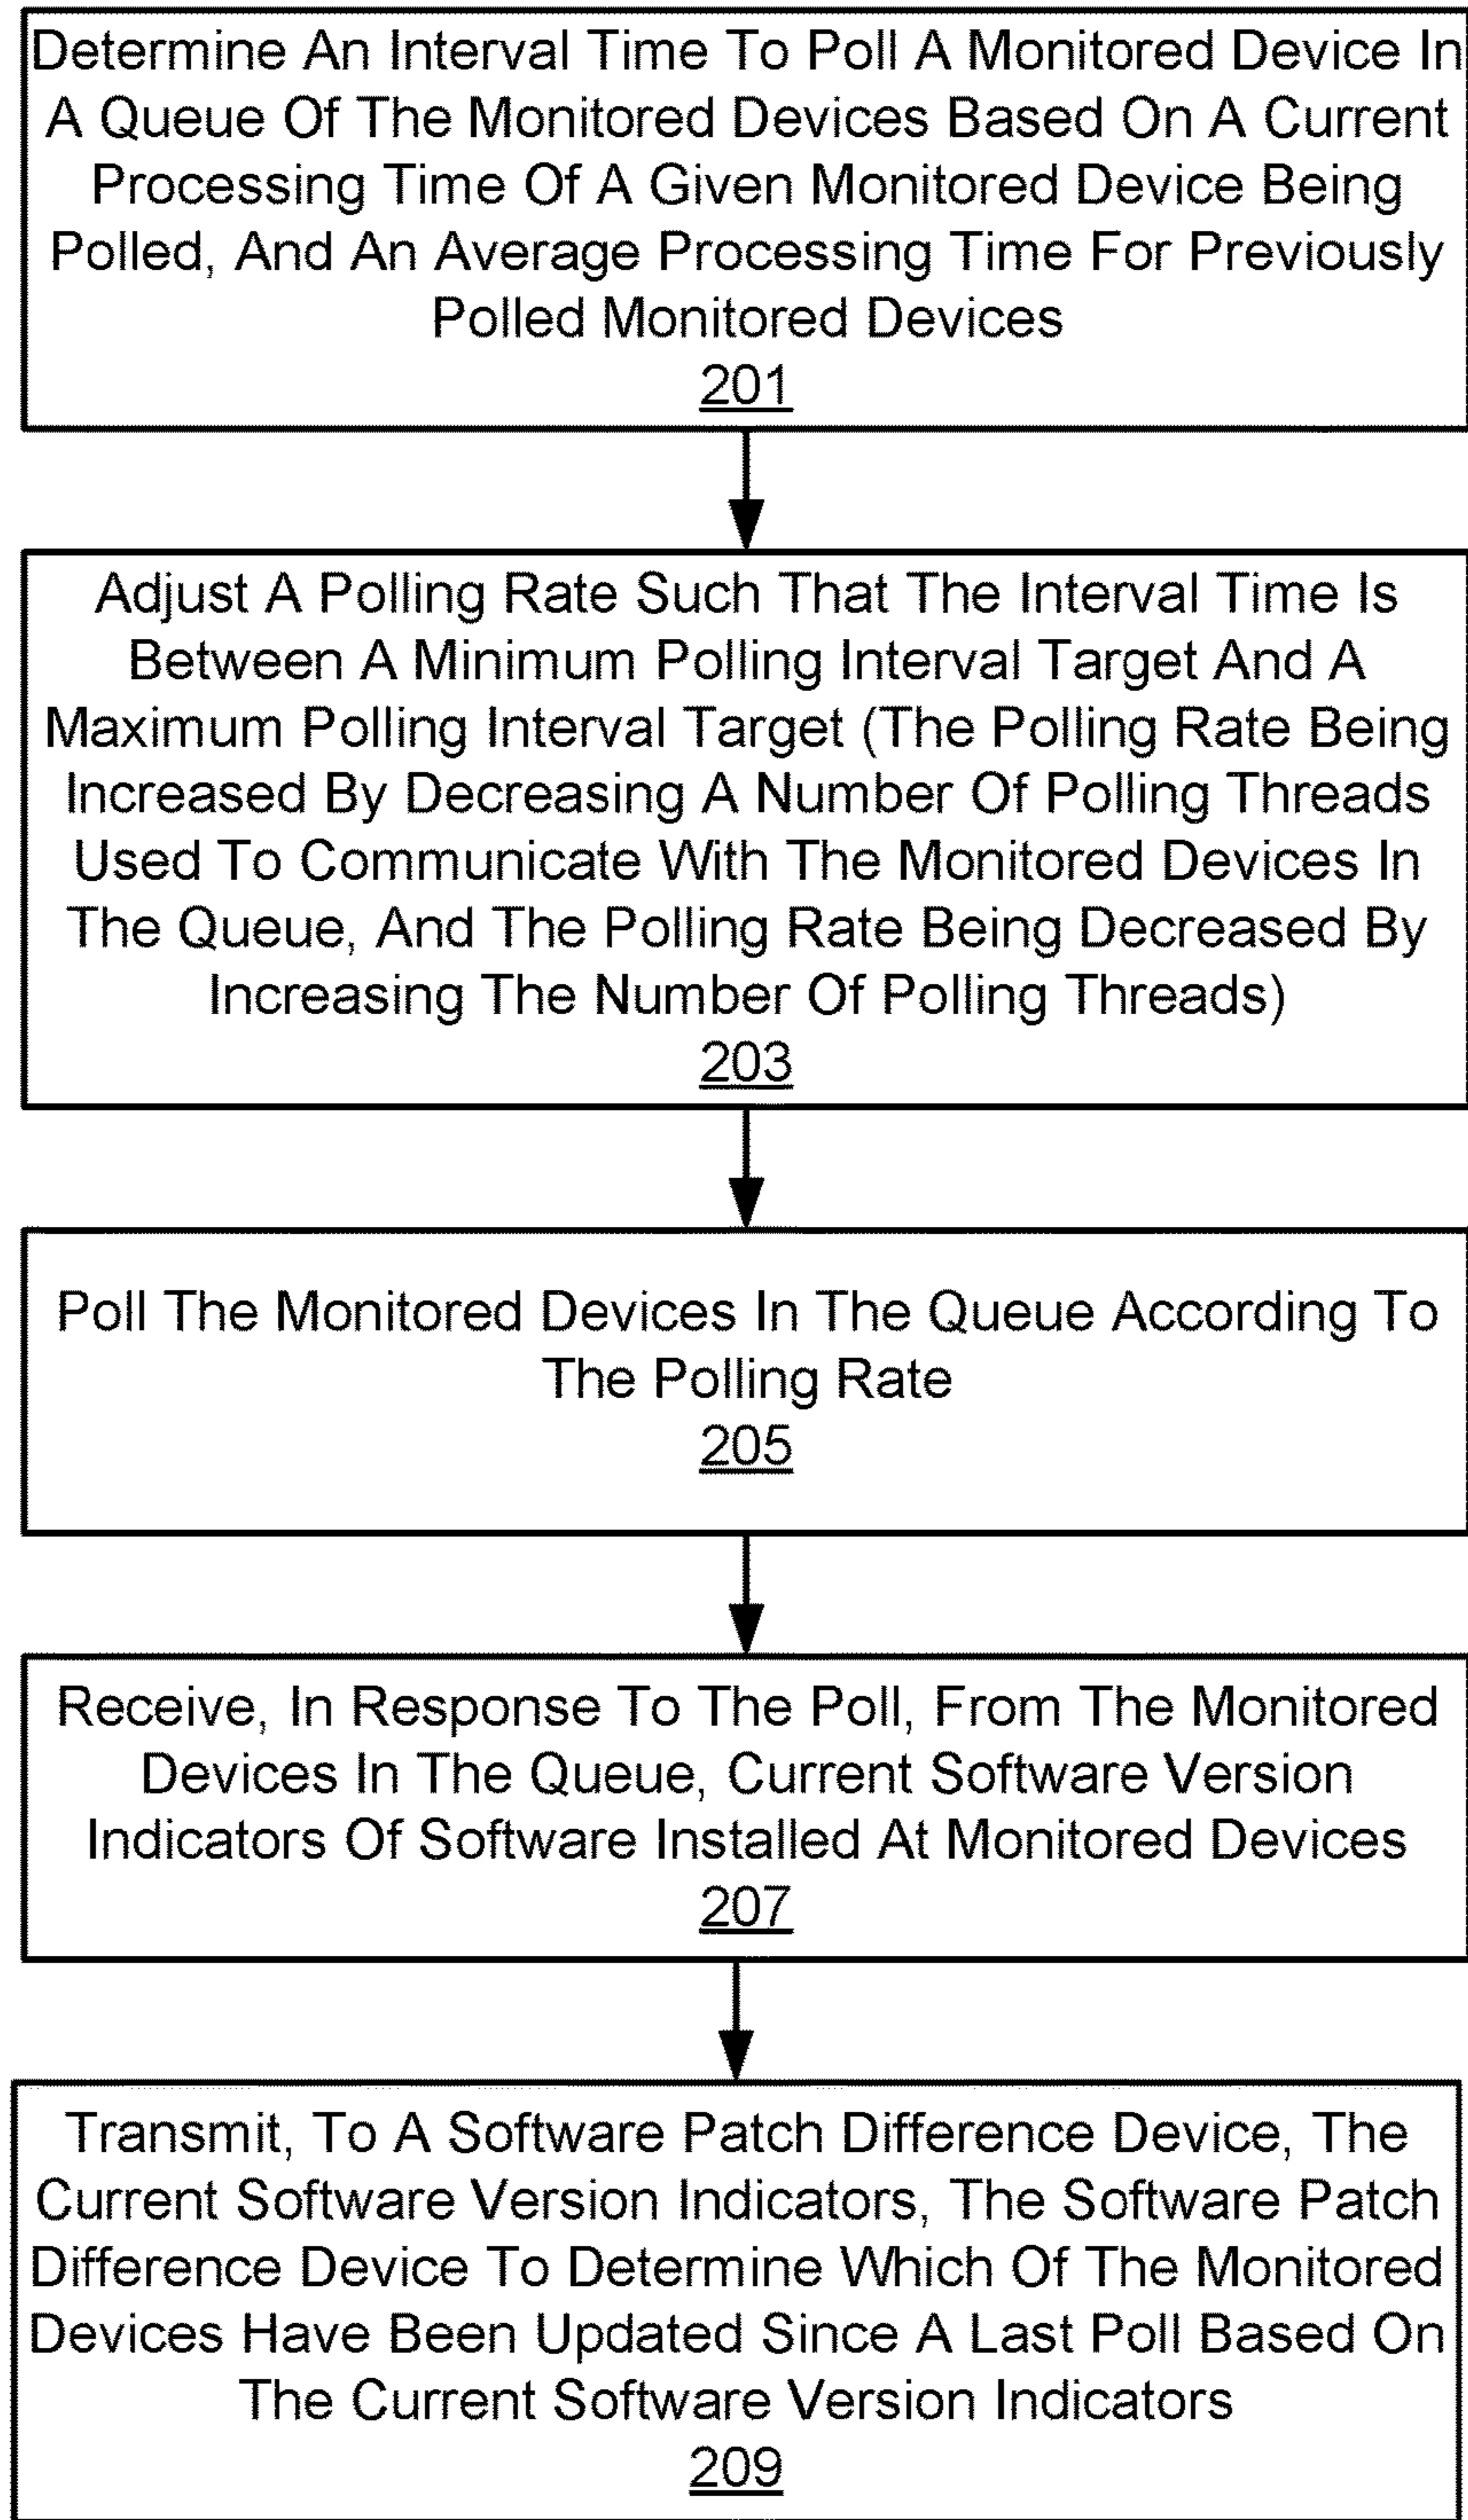 Determine An Interval Time To Poll A Monitored Device In
A Queue Of The Monitored Devices Based On A Current
Processing Time Of A Given Monitored Device Being
Polled, And An Average Processing Time For Previously
Polled Monitored Devices
201
Adjust A Polling Rate Such That The Interval Time Is
Between A Minimum Polling Interval Target And A
Maximum Polling Interval Target (The Polling Rate Being
Increased By Decreasing A Number Of Polling Threads
Used To Communicate With The Monitored Devices In
The Queue, And The Polling Rate Being Decreased By
Increasing The Number Of Polling Threads)
203
Poll The Monitored Devices In The Queue According To
The Polling Rate
205
Receive, In Response To The Poll, From The Monitored
Devices In The Queue, Current Software Version
Indicators Of Software Installed At Monitored Devices
207
Transmit, To A Software Patch Difference Device, The
Current Software Version Indicators, The Software Patch
Difference Device To Determine Which Of The Monitored
Devices Have Been Updated Since A Last Poll Based On
The Current Software Version Indicators
209